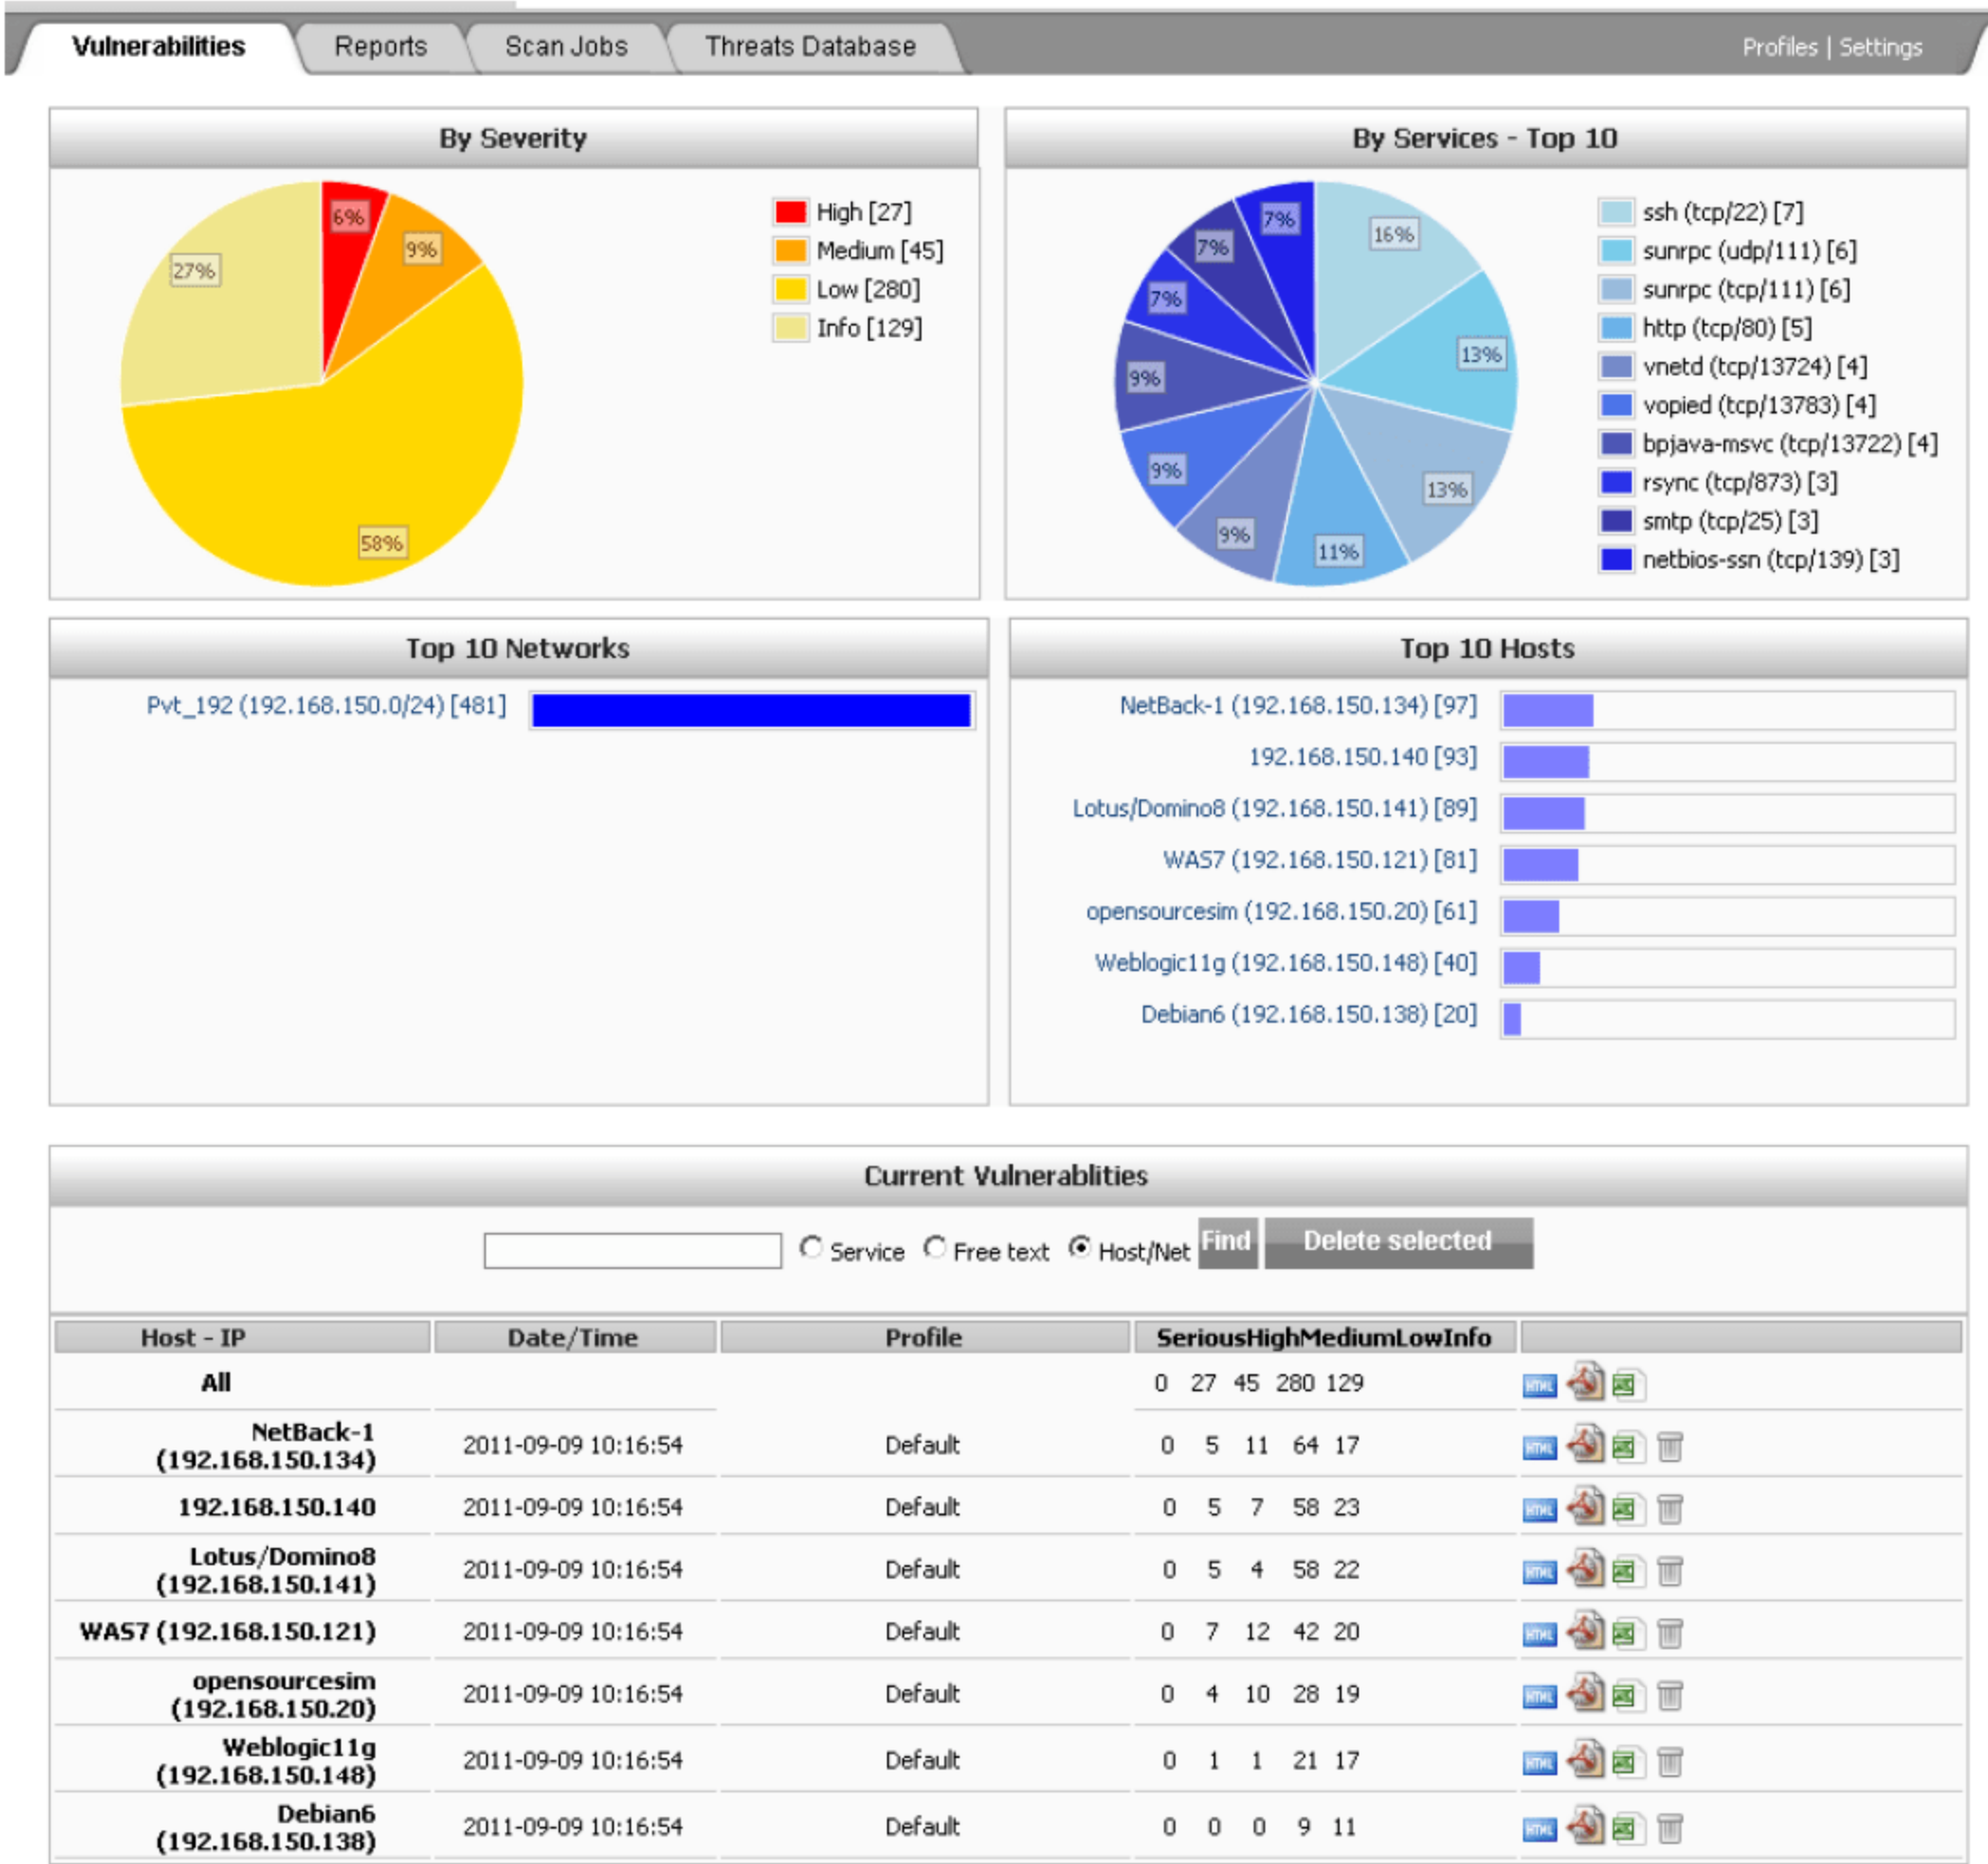 Vulnerabilities Reports Scan Jobs Threats Database Profiles | Settings
By Severity
6%
9%
27%
58%
High [27]
Medium [45]
Low [280]
Info [129]
By Services - Top 10
7%
16%
7%
7%
13%
9%
13%
9%
9%
11%
ssh (tcp/22) [7]
sunrpc (udp/111) [6]
sunrpc (tcp/111) [6]
http (tcp/80) [5]
vnetd (tcp/13724) [4]
vopied (tcp/13783) [4]
bpjava-msvc (tcp/13722) [4]
rsync (tcp/873) [3]
smtp (tcp/25) [3]
netbios-ssn (tcp/139) [3]
Top 10 Networks
Pvt_192 (192.168.150.0/24) [481]
Top 10 Hosts
NetBack-1 (192.168.150.134) [97]
192.168.150.140 [93]
Lotus/Domino8 (192.168.150.141) [89]
WAS7 (192.168.150.121) [81]
opensourcesim (192.168.150.20) [61]
Weblogic11g (192.168.150.148) [40]
Debian6 (192.168.150.138) [20]
Current Vulnerablities
Service Free text Host/Net Find Delete selected
Host - IP Date/Time Profile SeriousHighMediumLowInfo
All 0 27 45 280 129 HTML
NetBack-1
(192.168.150.134) 2011-09-09 10:16:54 Default 0 5 11 64 17 HTML
192.168.150.140 2011-09-09 10:16:54 Default 0 5 7 58 23 HTML
Lotus/Domino8
(192.168.150.141) 2011-09-09 10:16:54 Default 0 5 4 58 22 HTML
WAS7 (192.168.150.121) 2011-09-09 10:16:54 Default 0 7 12 42 20 HTML
opensourcesim
(192.168.150.20) 2011-09-09 10:16:54 Default 0 4 10 28 19 HTML
Weblogic11g
(192.168.150.148) 2011-09-09 10:16:54 Default 0 1 1 21 17 HTML
Debian6
(192.168.150.138) 2011-09-09 10:16:54 Default 0 0 0 9 11 HTML